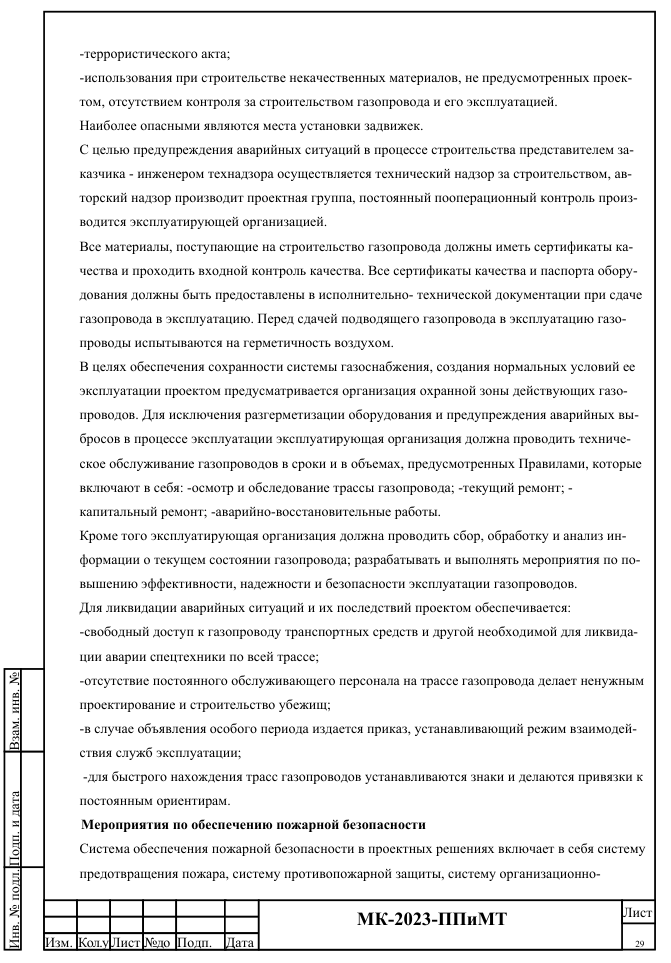 -террористического акта;
-использования при строительстве некачественных материалов, не предусмотренных проек-
том, отсутствием контроля за строительством газопровода и его эксплуатацией.
Наиболее опасными являются места установки задвижек.
С целью предупреждения аварийных ситуаций в процессе строительства представителем за-
казчика - инженером технадзора осуществляется технический надзор за строительством, ав-
торский надзор производит проектная группа, постоянный пооперационный контроль произ-
водится эксплуатирующей организацией.
Все материалы, поступающие на строительство газопровода должны иметь сертификаты ка-
чества и проходить входной контроль качества. Все сертификаты качества и паспорта обору-
дования должны быть предоставлены в исполнительно- технической документации при сдаче
газопровода в эксплуатацию. Перед сдачей подводящего газопровода в эксплуатацию газо-
проводы испытываются на герметичность воздухом.
В целях обеспечения сохранности системы газоснабжения, создания нормальных условий ее
эксплуатации проектом предусматривается организация охранной зоны действующих газо-
проводов. Для исключения разгерметизации оборудования и предупреждения аварийных вы-
бросов в процессе эксплуатации эксплуатирующая организация должна проводить техниче-
ское обслуживание газопроводов в сроки и в объемах, предусмотренных Правилами, которые
включают в себя: -осмотр и обследование трассы газопровода; -текущий ремонт; -
капитальный ремонт; -аварийно-восстановительные работы.
Кроме того эксплуатирующая организация должна проводить сбор, обработку и анализ ин-
формации о текущем состоянии газопровода; разрабатывать и выполнять мероприятия по по-
вышению эффективности, надежности и безопасности эксплуатации газопроводов.
Для ликвидации аварийных ситуаций и их последствий проектом обеспечивается:
-свободный доступ к газопроводу транспортных средств и другой необходимой для ликвида-
ции аварии спецтехники по всей трассе;
-отсутствие постоянного обслуживающего персонала на трассе газопровода делает ненужным
проектирование и строительство убежищ;
-в случае объявления особого периода издается приказ, устанавливающий режим взаимодей-
ствия служб эксплуатации;
-для быстрого нахождения трасс газопроводов устанавливаются знаки и делаются привязки к
постоянным ориентирам.
Мероприятия по обеспечению пожарной безопасности
Система обеспечения пожарной безопасности в проектных решениях включает в себя систему
предотвращения пожара, систему противопожарной защиты, систему организационно-
Взам. инв. №
Подп. и дата
Инв. № подл.
Изм. Кол.у Лист №до Подп. Дата
МК-2023-ППиМТ
Лист
29